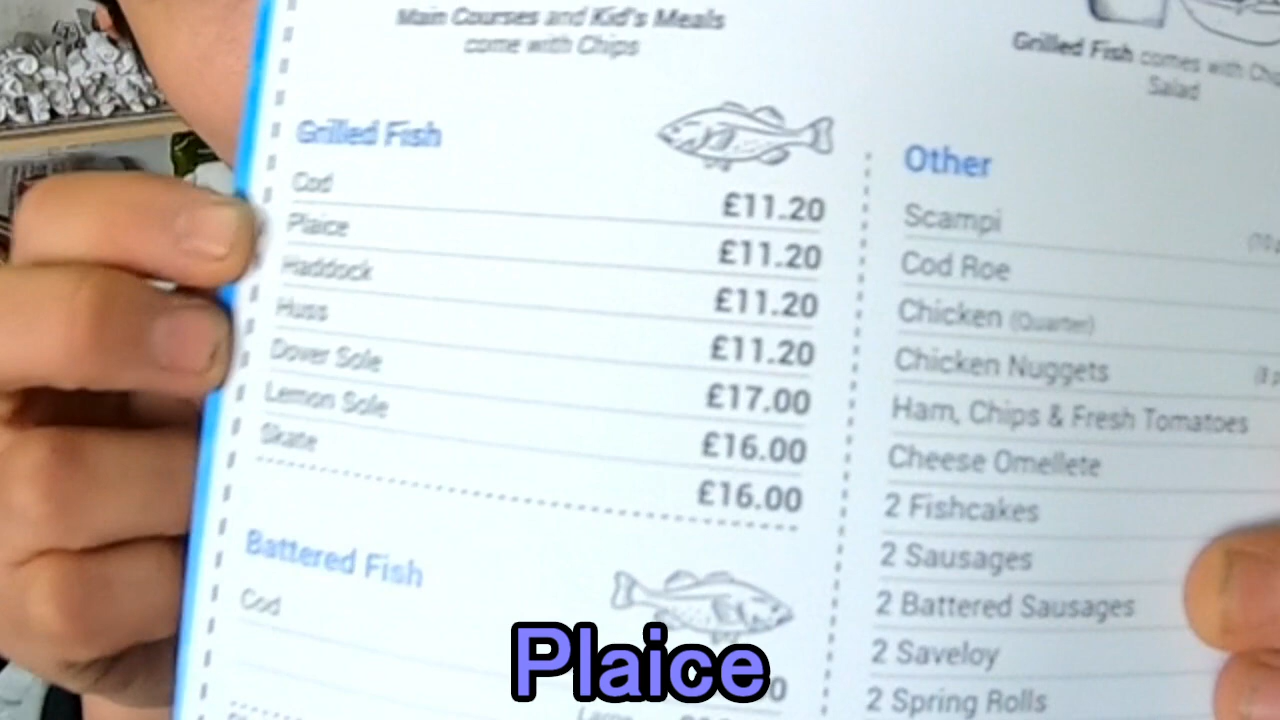 Main Courses and Kid's Meals
come with Chips
Grilled Fish
Cod £11.20
Plaice £11.20
Haddock £11.20
Huss £11.20
Dover Sole £17.00
Lemon Sole £16.00
Skate £16.00
Battered Fish
Cod
Grilled Fish comes with
Salad
Other
Scampi
Cod Roe
Chicken (Quarter)
Chicken Nuggets
Ham, Chips & Fresh Tomatoes
Cheese Omellete
2 Fishcakes
2 Sausages
2 Battered Sausages
2 Saveloy
2 Spring Rolls
Plaice